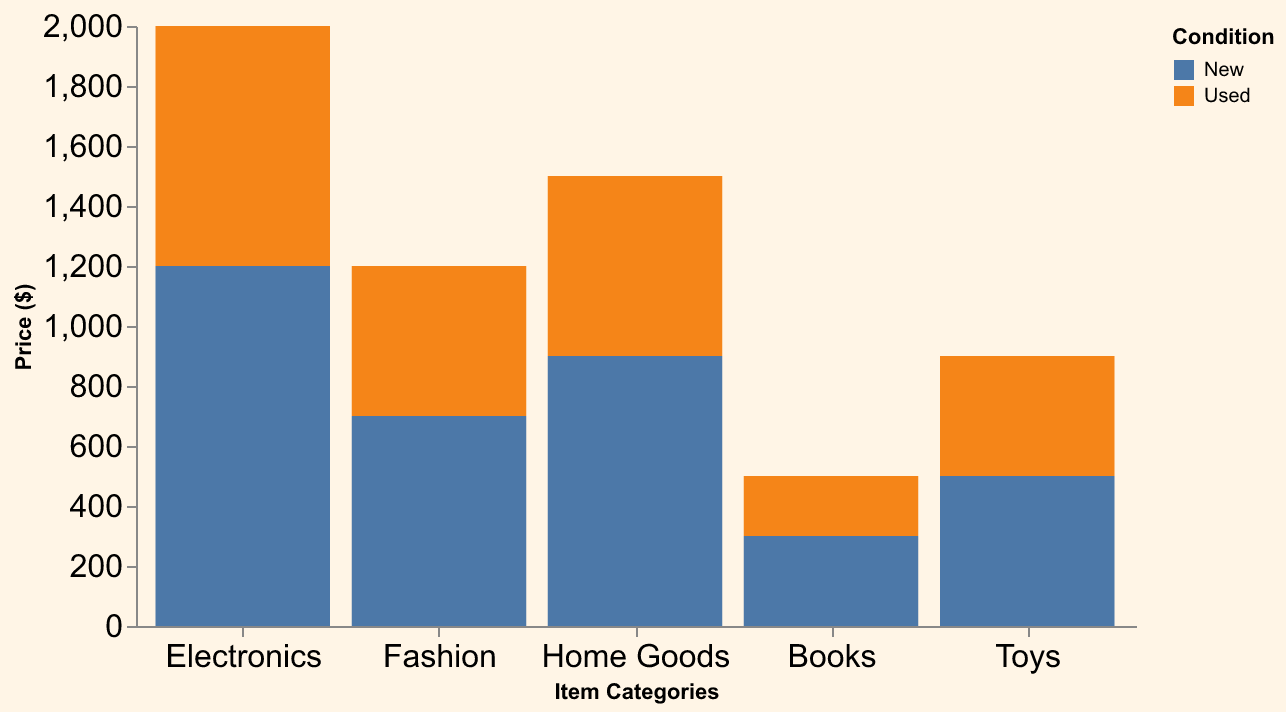 2,000
1,800
1,600
1,400
1,200
1,000
800
600
400
200
0
Price ($)
Electronics
Fashion
Home Goods
Books
Toys
Item Categories
Condition
New
Used